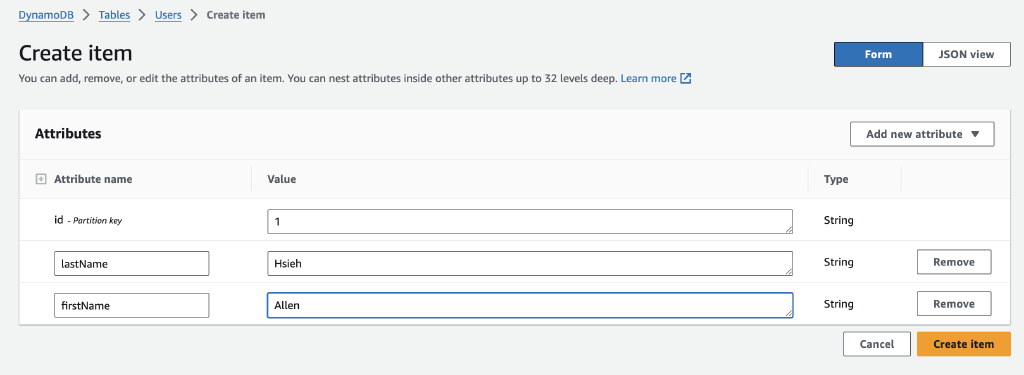 DynamoDB > Tables > Users > Create item
Create item
Form JSON view
You can add, remove, or edit the attributes of an item. You can nest attributes inside other attributes up to 32 levels deep. Learn more
Attributes
Add new attribute
Attribute name Value Type
id - Partition key 1 String
lastName Hsieh String Remove
firstName Allen String Remove
Cancel Create item